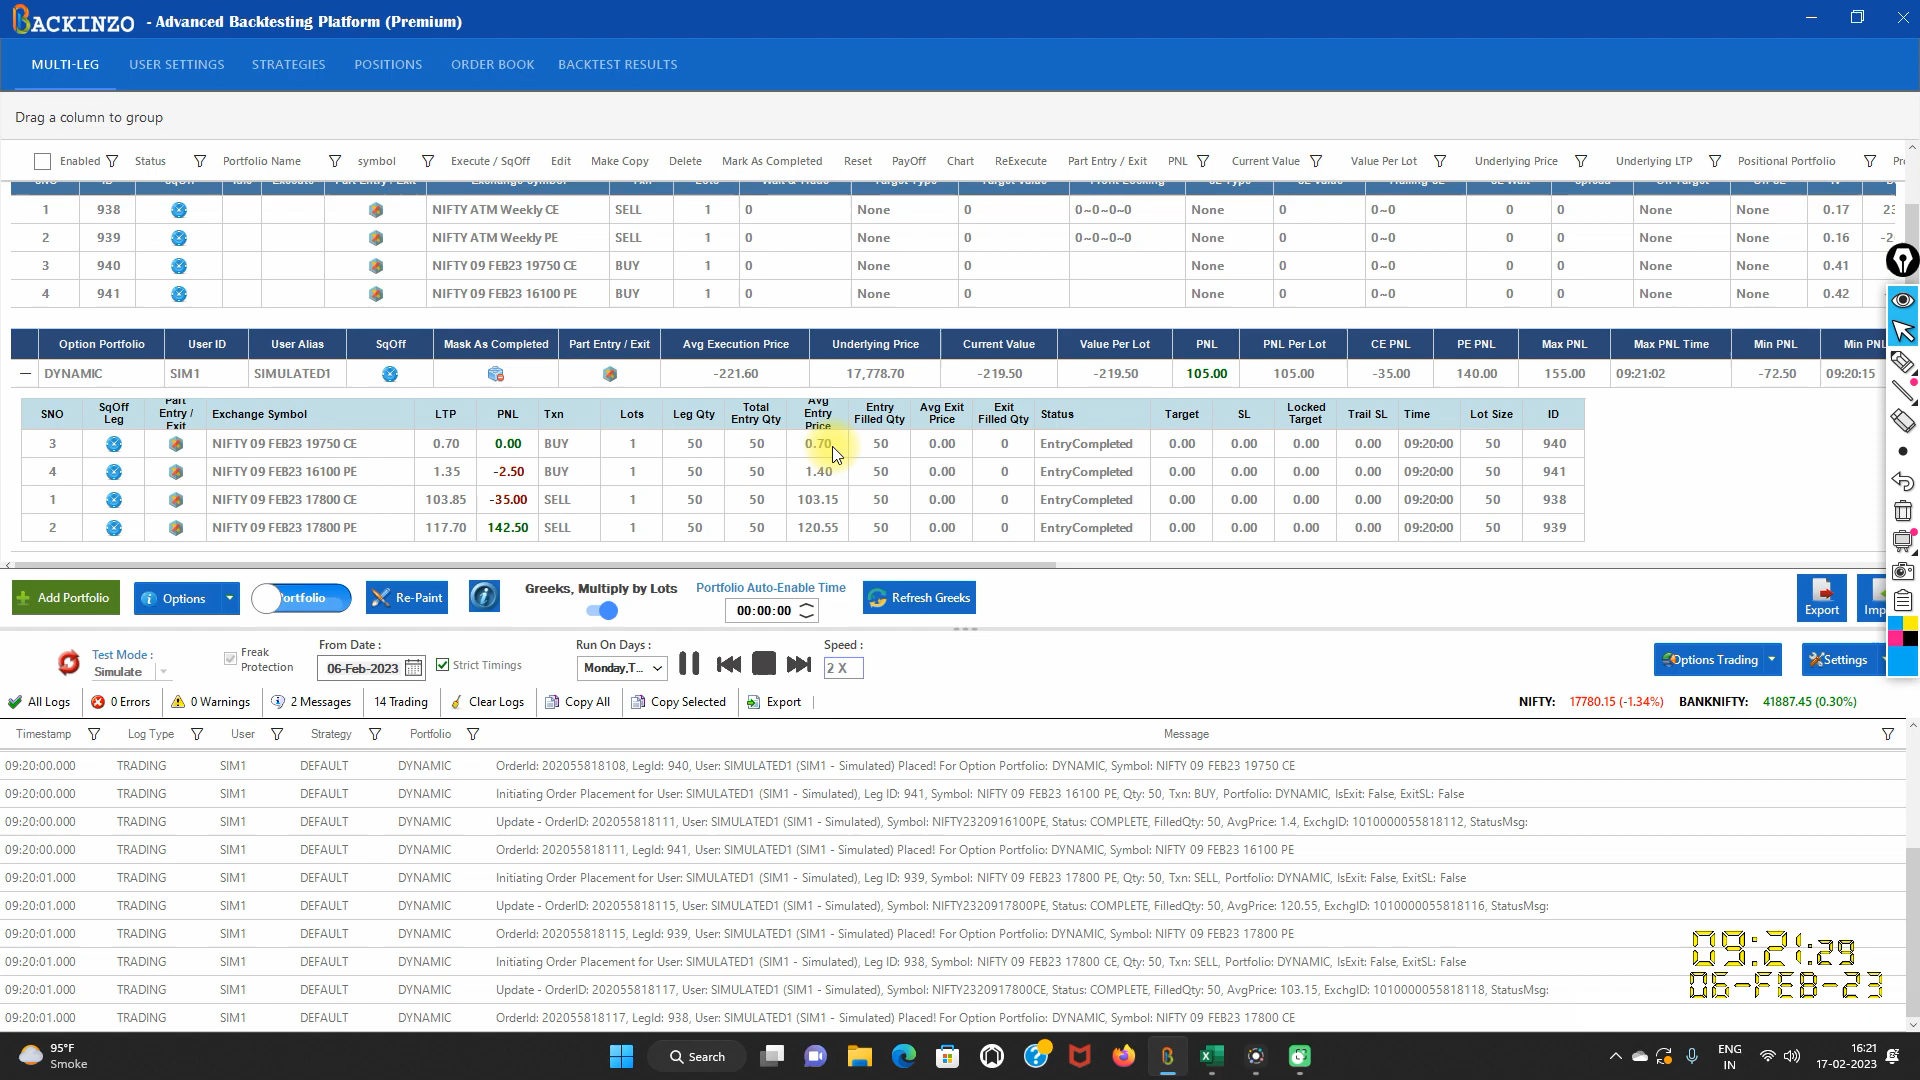 BACKINZO - Advanced Backtesting Platform (Premium)
MULTI-LEG USER SETTINGS STRATEGIES POSITIONS ORDER BOOK BACKTEST RESULTS
Drag a column to group
Enabled Status Portfolio Name symbol Execute / SqOff Edit Make Copy Delete Mark As Completed Reset PayOff Chart ReExecute Part Entry / Exit PNL Current Value Value Per Lot Underlying Price Underlying LTP Positional Portfolio
1 938 NIFTY ATM Weekly CE SELL 1 0 None 0 0~0~0~0 None 0 0~0 0 0 None None 0.17
2 939 NIFTY ATM Weekly PE SELL 1 0 None 0 0~0~0~0 None 0 0~0 0 0 None None 0.16
3 940 NIFTY 09 FEB23 19750 CE BUY 1 0 None 0 None 0 0~0 0 0 None None 0.41
4 941 NIFTY 09 FEB23 16100 PE BUY 1 0 None 0 None 0 0~0 0 0 None None 0.42
Option Portfolio User ID User Alias SqOff Mask As Completed Part Entry / Exit Avg Execution Price Underlying Price Current Value Value Per Lot PNL PNL Per Lot CE PNL PE PNL Max PNL Max PNL Time Min PNL Min PNL
DYNAMIC SIM1 SIMULATED1 -221.60 17,778.70 -219.50 -219.50 105.00 105.00 -35.00 140.00 155.00 09:21:02 -72.50 09:20:15
SNO SqOff Leg Part Entry / Exit Exchange Symbol LTP PNL Txn Lots Leg Qty Total Entry Qty Avg Entry Price Entry Filled Qty Avg Exit Price Exit Filled Qty Status Target SL Locked Target Trail SL Time Lot Size ID
3 NIFTY 09 FEB23 19750 CE 0.70 0.00 BUY 1 50 50 0.70 50 0.00 0 EntryCompleted 0.00 0.00 0.00 0.00 09:20:00 50 940
4 NIFTY 09 FEB23 16100 PE 1.35 -2.50 BUY 1 50 50 1.40 50 0.00 0 EntryCompleted 0.00 0.00 0.00 0.00 09:20:00 50 941
1 NIFTY 09 FEB23 17800 CE 103.85 -35.00 SELL 1 50 50 103.15 50 0.00 0 EntryCompleted 0.00 0.00 0.00 0.00 09:20:00 50 938
2 NIFTY 09 FEB23 17800 PE 117.70 142.50 SELL 1 50 50 120.55 50 0.00 0 EntryCompleted 0.00 0.00 0.00 0.00 09:20:00 50 939
Add Portfolio Options Portfolio Re-Paint Greeks, Multiply by Lots Portfolio Auto-Enable Time 00:00:00 Refresh Greeks Export
Test Mode : Simulate Freak Protection From Date : 06-Feb-2023 Strict Timings Run On Days : Monday,T... Speed : 2 X Options Trading Settings
All Logs 0 Errors 0 Warnings 2 Messages 14 Trading Clear Logs Copy All Copy Selected Export NIFTY: 17780.15 (-1.34%) BANKNIFTY: 41887.45 (0.30%)
Timestamp Log Type User Strategy Portfolio Message
09:20:00.000 TRADING SIM1 DEFAULT DYNAMIC OrderId: 202055818108, LegId: 940, User: SIMULATED1 (SIM1 - Simulated) Placed! For Option Portfolio: DYNAMIC, Symbol: NIFTY 09 FEB23 19750 CE
09:20:00.000 TRADING SIM1 DEFAULT DYNAMIC Initiating Order Placement for User: SIMULATED1 (SIM1 - Simulated), Leg ID: 941, Symbol: NIFTY 09 FEB23 16100 PE, Qty: 50, Txn: BUY, Portfolio: DYNAMIC, IsExit: False, ExitSL: False
09:20:00.000 TRADING SIM1 DEFAULT DYNAMIC Update - OrderID: 202055818111, User: SIMULATED1 (SIM1 - Simulated), Symbol: NIFTY2320916100PE, Status: COMPLETE, FilledQty: 50, AvgPrice: 1.4, ExchgID: 1010000055818112, StatusMsg:
09:20:00.000 TRADING SIM1 DEFAULT DYNAMIC OrderId: 202055818111, LegId: 941, User: SIMULATED1 (SIM1 - Simulated) Placed! For Option Portfolio: DYNAMIC, Symbol: NIFTY 09 FEB23 16100 PE
09:20:01.000 TRADING SIM1 DEFAULT DYNAMIC Initiating Order Placement for User: SIMULATED1 (SIM1 - Simulated), Leg ID: 939, Symbol: NIFTY 09 FEB23 17800 PE, Qty: 50, Txn: SELL, Portfolio: DYNAMIC, IsExit: False, ExitSL: False
09:20:01.000 TRADING SIM1 DEFAULT DYNAMIC Update - OrderID: 202055818115, User: SIMULATED1 (SIM1 - Simulated), Symbol: NIFTY2320917800PE, Status: COMPLETE, FilledQty: 50, AvgPrice: 120.55, ExchgID: 1010000055818116, StatusMsg:
09:20:01.000 TRADING SIM1 DEFAULT DYNAMIC OrderId: 202055818115, LegId: 939, User: SIMULATED1 (SIM1 - Simulated) Placed! For Option Portfolio: DYNAMIC, Symbol: NIFTY 09 FEB23 17800 PE
09:20:01.000 TRADING SIM1 DEFAULT DYNAMIC Initiating Order Placement for User: SIMULATED1 (SIM1 - Simulated), Leg ID: 938, Symbol: NIFTY 09 FEB23 17800 CE, Qty: 50, Txn: SELL, Portfolio: DYNAMIC, IsExit: False, ExitSL: False
09:20:01.000 TRADING SIM1 DEFAULT DYNAMIC Update - OrderID: 202055818117, User: SIMULATED1 (SIM1 - Simulated), Symbol: NIFTY2320917800CE, Status: COMPLETE, FilledQty: 50, AvgPrice: 103.15, ExchgID: 1010000055818118, StatusMsg:
09:20:01.000 TRADING SIM1 DEFAULT DYNAMIC OrderId: 202055818117, LegId: 938, User: SIMULATED1 (SIM1 - Simulated) Placed! For Option Portfolio: DYNAMIC, Symbol: NIFTY 09 FEB23 17800 CE
09:21:29
06-FEB-23
95°F
Smoke
Search
ENG
IN
16:21
17-02-2023